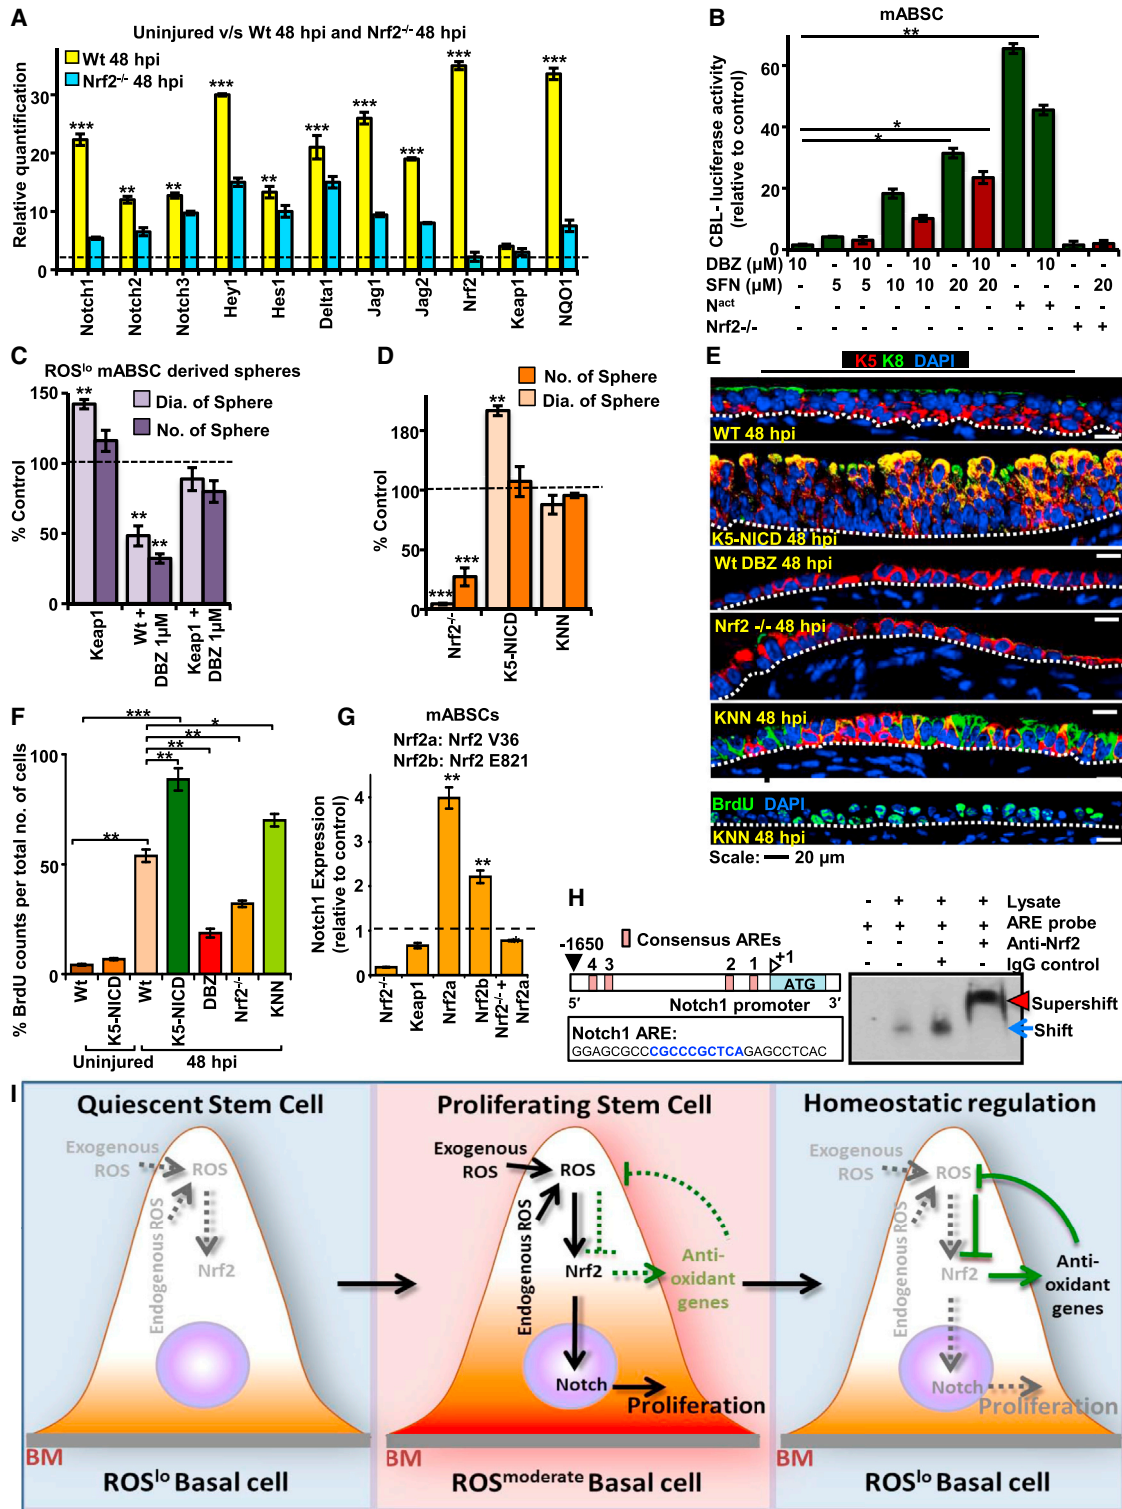 A
Uninjured v/s Wt 48 hpi and Nrf2-/- 48 hpi
Wt 48 hpi
Nrf2-/- 48 hpi
Relative quantification
30
20
10
0
***
**
**
***
**
***
***
***
***
***
Notch1
Notch2
Notch3
Hey1
Hes1
Delta1
Jag1
Jag2
Nrf2
Keap1
NQO1
B
mABSC
CBL- luciferase activity
(relative to control)
60
40
20
0
**
*
*
DBZ (μM) 10 - - 10 - 10 - 10 - 10 - -
SFN (μM) - 5 5 10 10 20 20 - - - 20
Nact - - - - - - - + + - -
Nrf2-/- - - - - - - - - - + +
C
ROSlo mABSC derived spheres
Dia. of Sphere
No. of Sphere
% Control
150
100
50
0
**
**
**
Keap1
Wt +
DBZ 1μM
Keap1 +
DBZ 1μM
D
No. of Sphere
Dia. of Sphere
% Control
180
100
50
0
***
***
**
Nrf2-/-
K5-NICD
KNN
E
K5 K8 DAPI
WT 48 hpi
K5-NICD 48 hpi
Wt DBZ 48 hpi
Nrf2 -/- 48 hpi
KNN 48 hpi
BrdU DAPI
KNN 48 hpi
Scale: 20 μm
F
% BrdU counts per total no. of cells
100
50
0
***
*
**
**
**
**
Wt
K5-NICD
Wt
K5-NICD
DBZ
Nrf2-/-
KNN
Uninjured
48 hpi
G
mABSCs
Nrf2a: Nrf2 V36
Nrf2b: Nrf2 E821
Notch1 Expression
(relative to control)
4
3
2
1
0
**
**
Nrf2-/-
Keap1
Nrf2a
Nrf2b
Nrf2-/- +
Nrf2a
H
-1650
Consensus AREs
4 3 2 1 +1
ATG
5′ Notch1 promoter 3′
Notch1 ARE:
GGAGCGCCCGCCCGCTCAGAGCCTCAC
- + + + Lysate
+ + + + ARE probe
- - - + Anti-Nrf2
- - + - IgG control
Supershift
Shift
I
Quiescent Stem Cell
Exogenous
ROS
ROS
Endogenous ROS
Nrf2
BM
ROSlo Basal cell
Proliferating Stem Cell
Exogenous
ROS
ROS
Endogenous ROS
Nrf2
Anti-
oxidant
genes
Notch
Proliferation
BM
ROSmoderate Basal cell
Homeostatic regulation
Exogenous
ROS
ROS
Endogenous ROS
Nrf2
Anti-
oxidant
genes
Notch
Proliferation
BM
ROSlo Basal cell